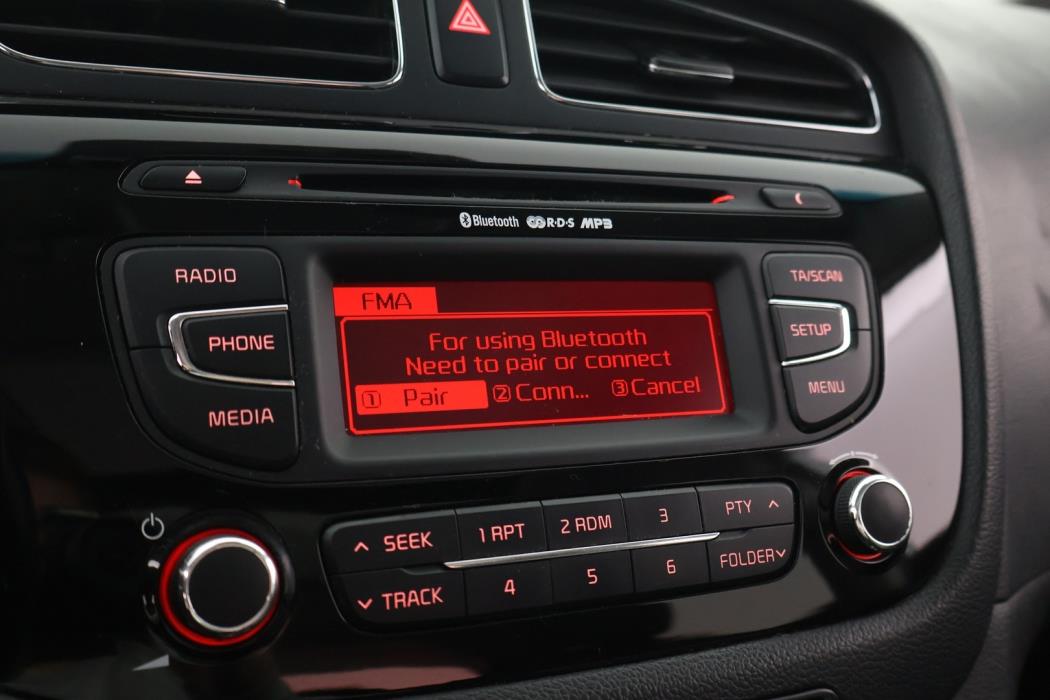 Bluetooth R·D·S MP3
RADIO
PHONE
MEDIA
FMA
For using Bluetooth
Need to pair or connect
1 Pair 2 Conn... 3 Cancel
TA/SCAN
SETUP
MENU
SEEK 1 RPT 2 RDM 3 PTY
TRACK 4 5 6 FOLDER